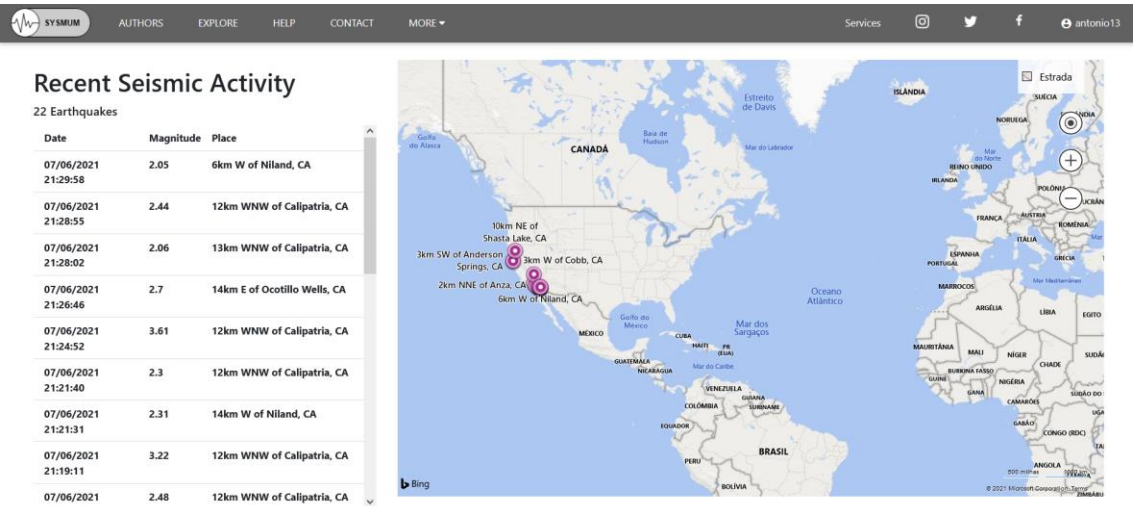 SYSMUM AUTHORS EXPLORE HELP CONTACT MORE Services f antonio13
Recent Seismic Activity
22 Earthquakes
Date Magnitude Place
07/06/2021 2.05 6km W of Niland, CA
21:29:58
07/06/2021 2.44 12km WNW of Calipatria, CA
21:28:55
07/06/2021 2.06 13km WNW of Calipatria, CA
21:28:02
07/06/2021 2.7 14km E of Ocotillo Wells, CA
21:26:46
07/06/2021 3.61 12km WNW of Calipatria, CA
21:24:52
07/06/2021 2.3 12km WNW of Calipatria, CA
21:21:40
07/06/2021 2.31 14km W of Niland, CA
21:21:31
07/06/2021 3.22 12km WNW of Calipatria, CA
21:19:11
07/06/2021 2.48 12km WNW of Calipatria, CA
Estrada
ISLÂNDIA
SUÉCIA
NORUEGA
Estreito
de Davis
Golfo
do Alasca
Baía de
Hudson
CANADÁ
Mar do Labrador
Mar
do Norte
REINO UNIDO
IRLANDA
POLÔNIA
FRANÇA
ÁUSTRIA
ROMÊNIA
ITÁLIA
ESPANHA
GRÉCIA
PORTUGAL
10km NE of
Shasta Lake, CA
3km SW of Anderson
Springs, CA
3km W of Cobb, CA
2km NNE of Anza, CA
6km W of Niland, CA
Oceano
Atlântico
Mar Mediterrâneo
MARROCOS
ARGÉLIA
LÍBIA
EGITO
Golfo do
México
Mar dos
Sargaços
MÉXICO
CUBA
HAITI
PR
(EUA)
MAURITÂNIA
MALI
NÍGER
CHADE
GUATEMALA
NICARÁGUA
Mar do Caribe
BURKINA FASSO
GUINÉ
NIGÉRIA
GANA
VENEZUELA
GUIANA
SURINAME
COLÔMBIA
CAMARÕES
SUDÃO DO
EQUADOR
GABÃO
CONGO (RDC)
BRASIL
PERU
ANGOLA
BOLÍVIA
500 milhas 1000 km
Bing
© 2021 Microsoft Corporation Terms